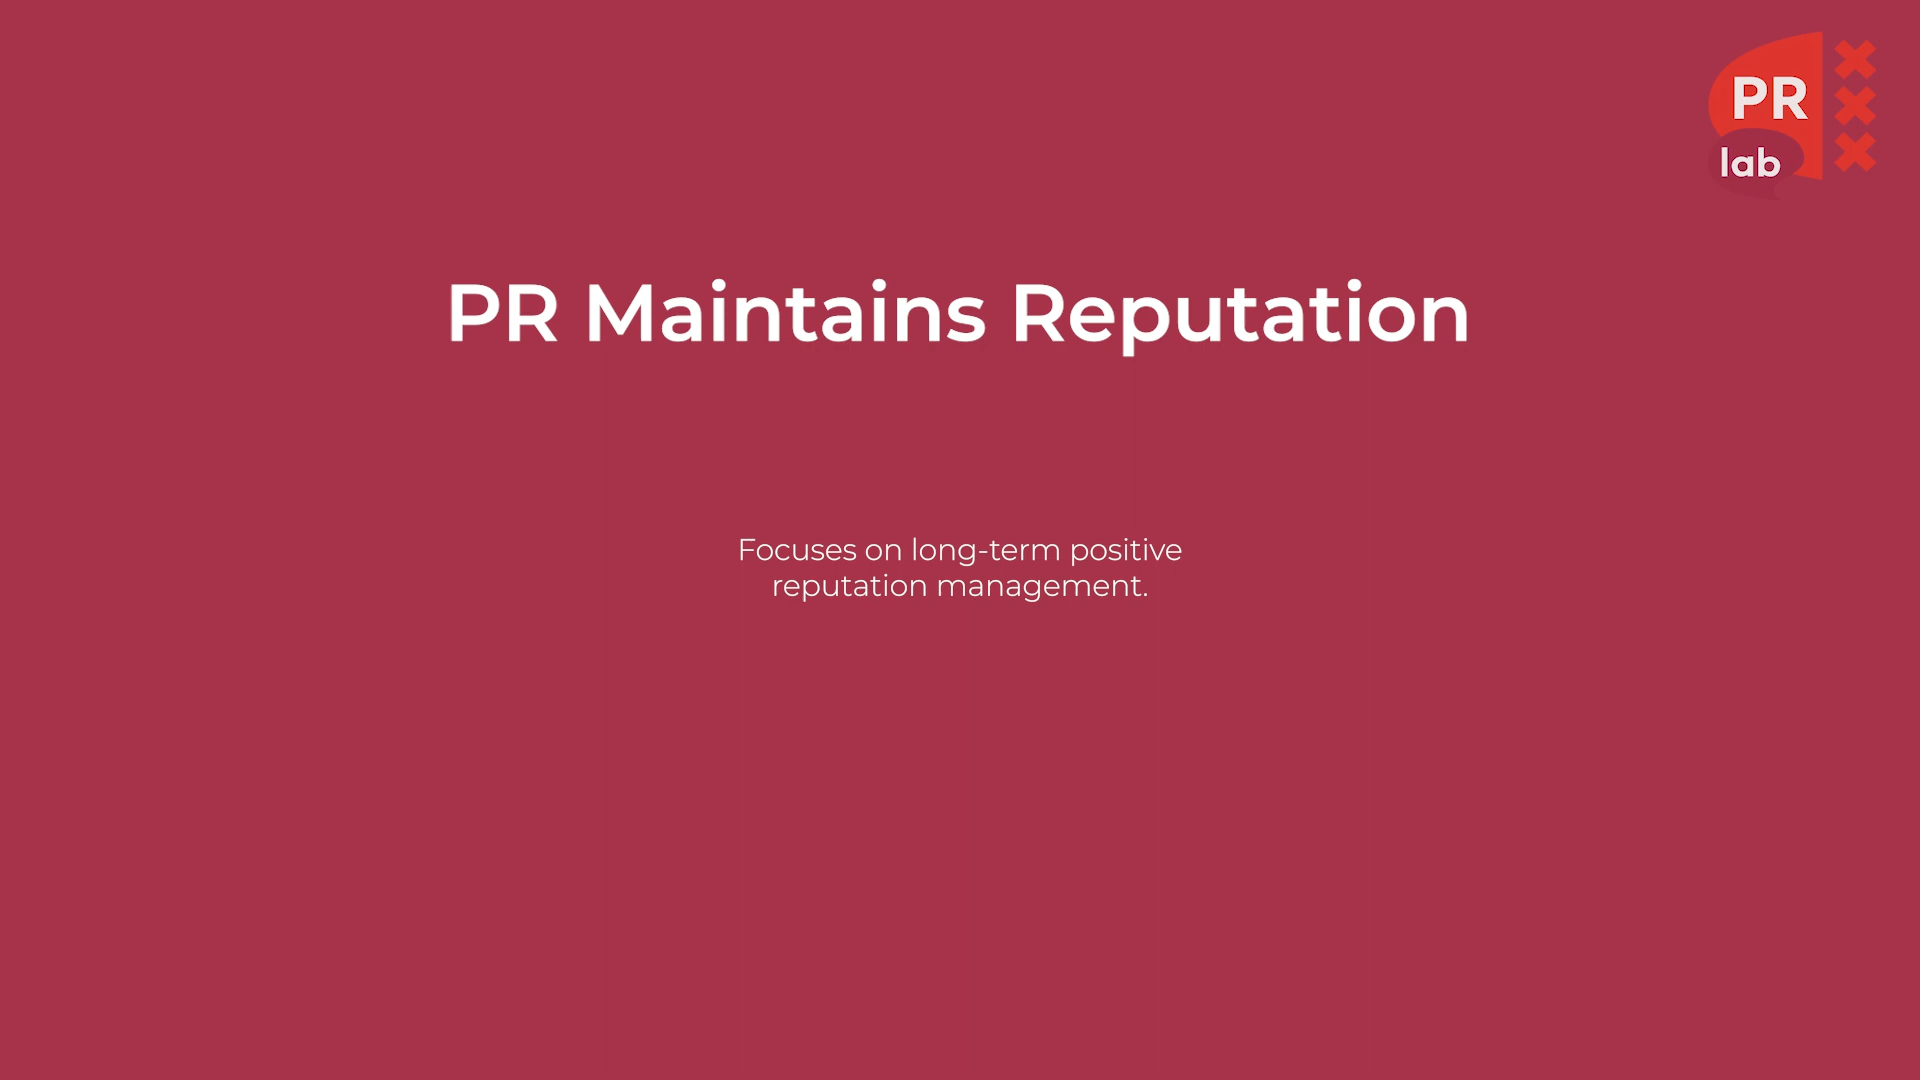 PR
lab
PR Maintains Reputation
Focuses on long-term positive
reputation management.